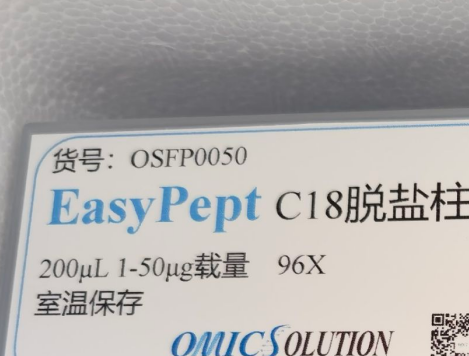 货号：OSFP0050
EasyPept C18脱盐柱
200μL 1-50μg载量 96X
室温保存
OMICSOLUTION